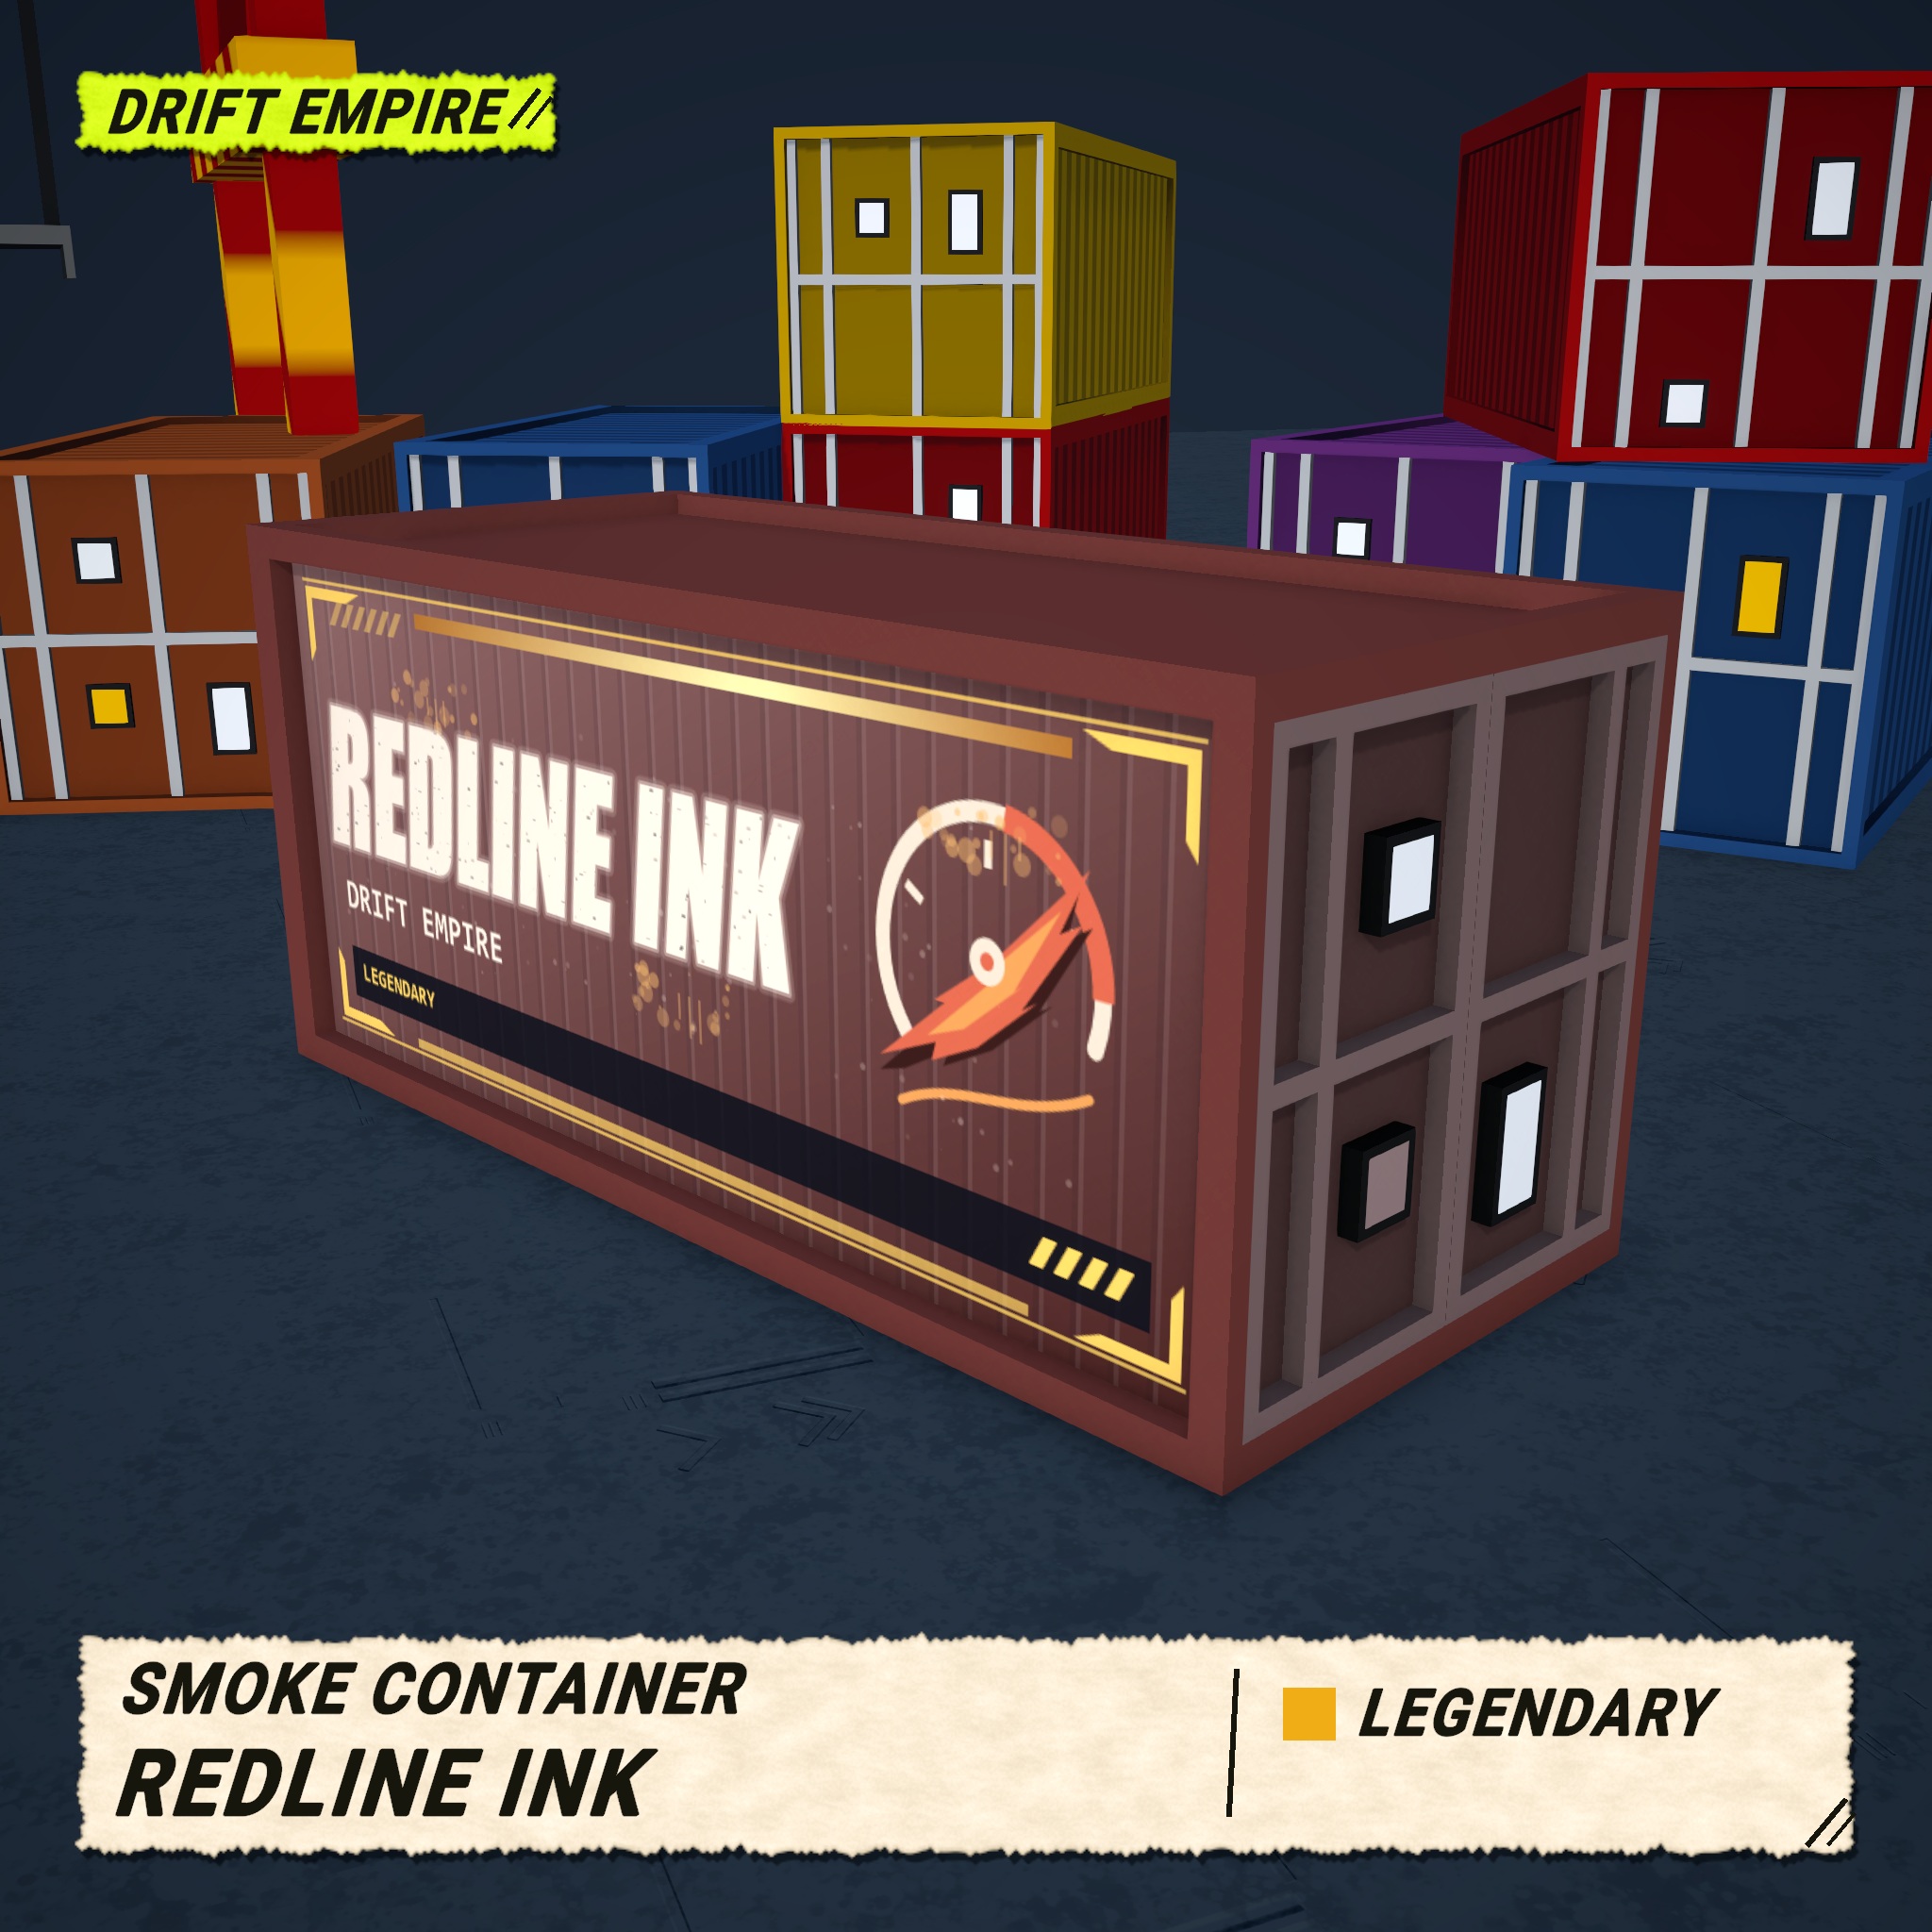 DRIFT EMPIRE//
REDLINE INK
DRIFT EMPIRE
LEGENDARY
SMOKE CONTAINER
REDLINE INK
LEGENDARY